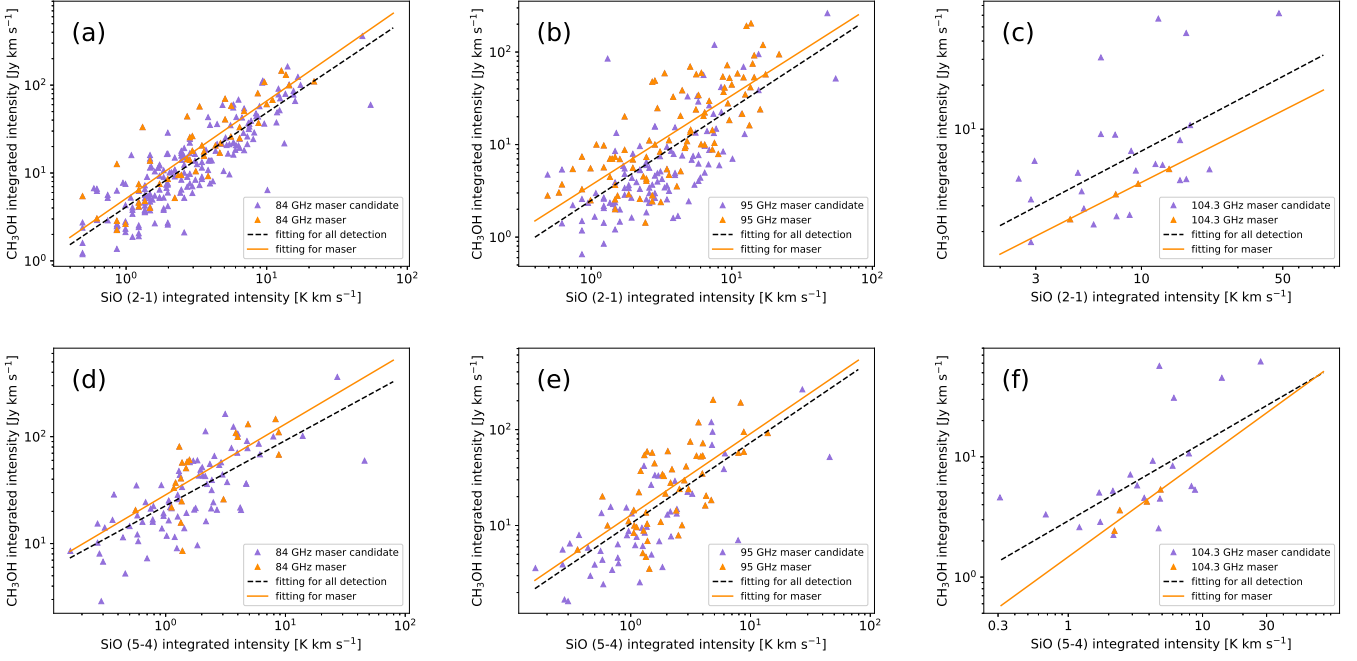 (a)
CH₃OH integrated intensity [Jy km s⁻¹]
10²
10¹
10⁰
84 GHz maser candidate
84 GHz maser
fitting for all detection
fitting for maser
10⁰ 10¹ 10²
SiO (2-1) integrated intensity [K km s⁻¹]
(b)
CH₃OH integrated intensity [Jy km s⁻¹]
10²
10¹
10⁰
95 GHz maser candidate
95 GHz maser
fitting for all detection
fitting for maser
10⁰ 10¹ 10²
SiO (2-1) integrated intensity [K km s⁻¹]
(c)
CH₃OH integrated intensity [Jy km s⁻¹]
10¹
104.3 GHz maser candidate
104.3 GHz maser
fitting for all detection
fitting for maser
3 10 50
SiO (2-1) integrated intensity [K km s⁻¹]
(d)
CH₃OH integrated intensity [Jy km s⁻¹]
10²
10¹
84 GHz maser candidate
84 GHz maser
fitting for all detection
fitting for maser
10⁰ 10¹ 10²
SiO (5-4) integrated intensity [K km s⁻¹]
(e)
CH₃OH integrated intensity [Jy km s⁻¹]
10²
10¹
95 GHz maser candidate
95 GHz maser
fitting for all detection
fitting for maser
10⁰ 10¹ 10²
SiO (5-4) integrated intensity [K km s⁻¹]
(f)
CH₃OH integrated intensity [Jy km s⁻¹]
10¹
10⁰
104.3 GHz maser candidate
104.3 GHz maser
fitting for all detection
fitting for maser
0.3 1 10 30
SiO (5-4) integrated intensity [K km s⁻¹]